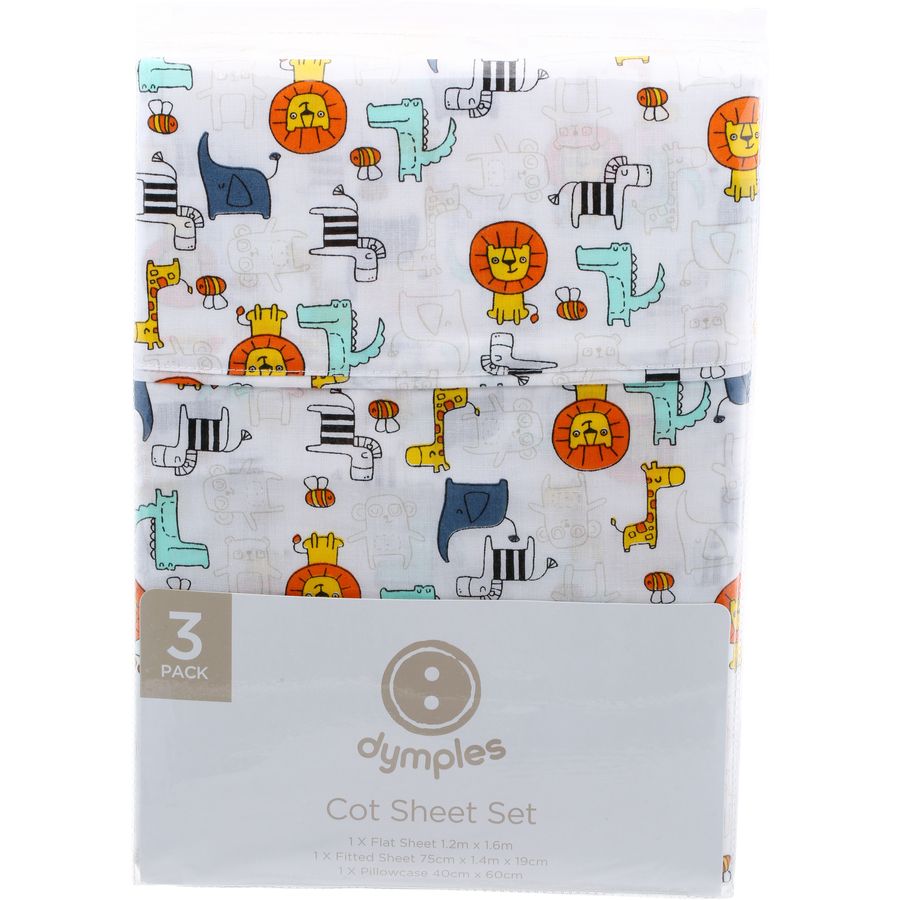 3
PACK
dymples
Cot Sheet Set
1 X Flat Sheet 1.2m x 1.6m
1 X Fitted Sheet 75cm x 1.4m x 19cm
1 X Pillowcase 40cm x 60cm